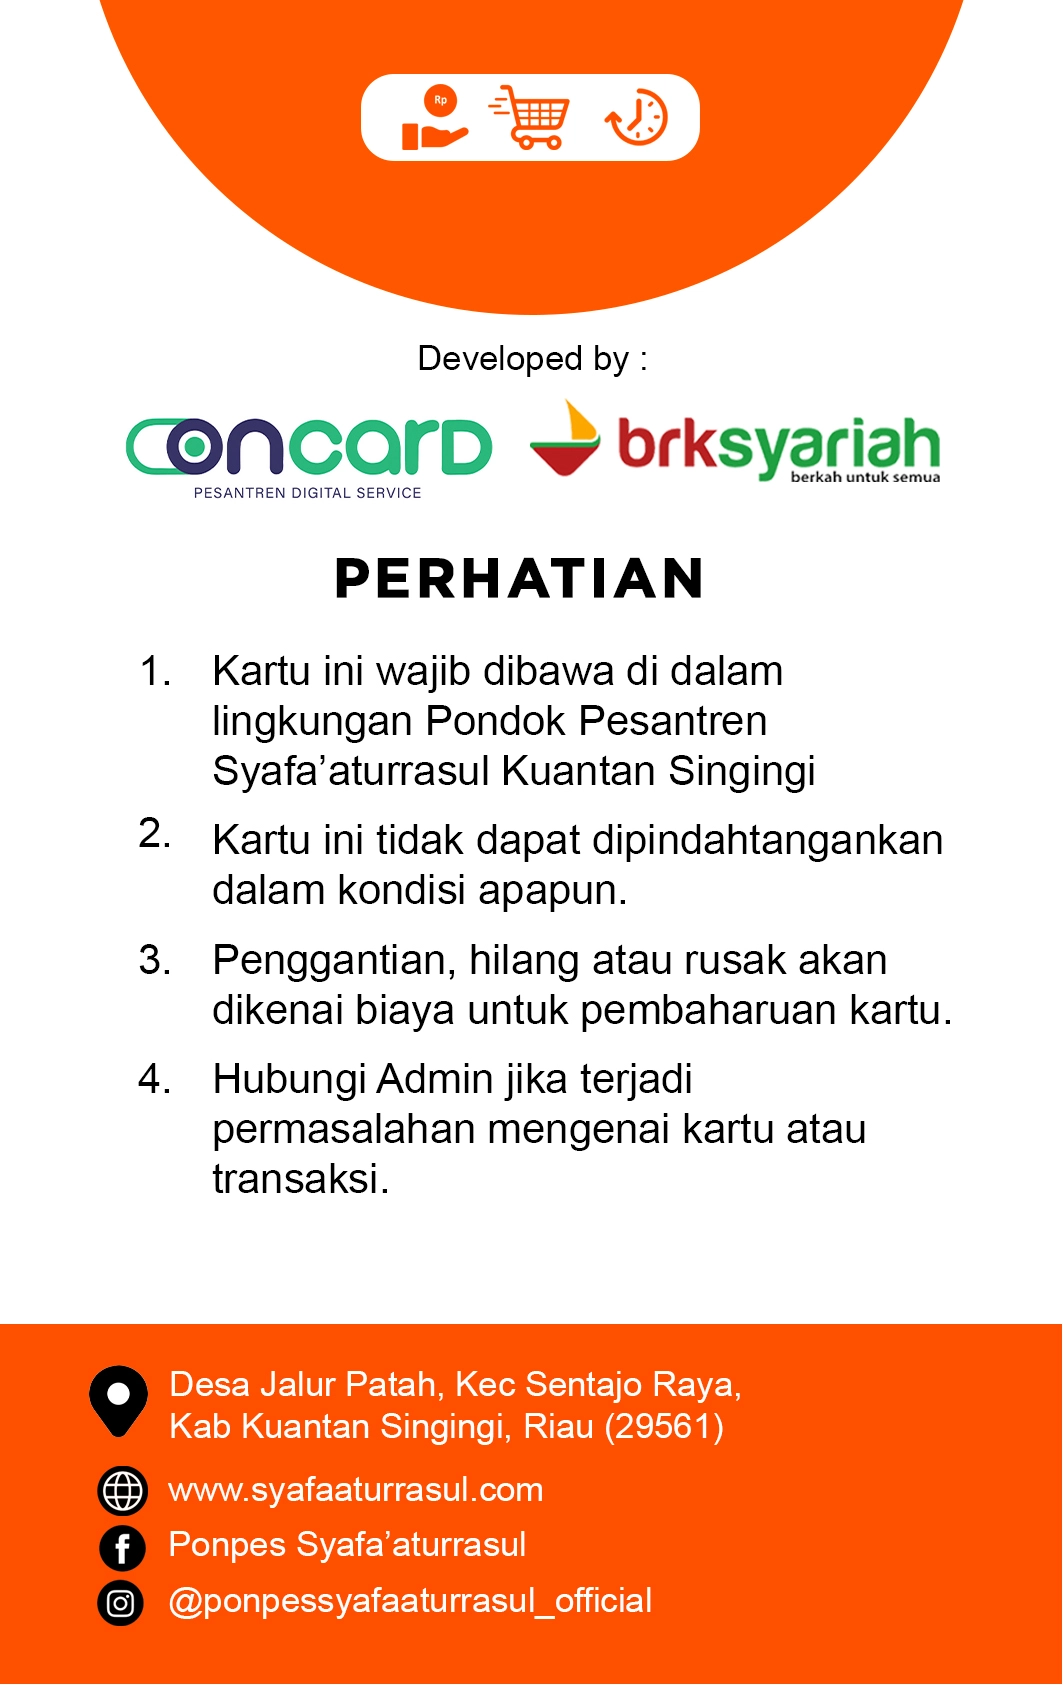 Rp
Developed by :
oncard
PESANTREN DIGITAL SERVICE
brksyariah
berkah untuk semua
PERHATIAN
1. Kartu ini wajib dibawa di dalam
lingkungan Pondok Pesantren
Syafa’aturrasul Kuantan Singingi
2. Kartu ini tidak dapat dipindahtangankan
dalam kondisi apapun.
3. Penggantian, hilang atau rusak akan
dikenai biaya untuk pembaharuan kartu.
4. Hubungi Admin jika terjadi
permasalahan mengenai kartu atau
transaksi.
Desa Jalur Patah, Kec Sentajo Raya,
Kab Kuantan Singingi, Riau (29561)
www.syafaaturrasul.com
Ponpes Syafa’aturrasul
@ponpessyafaaturrasul_official